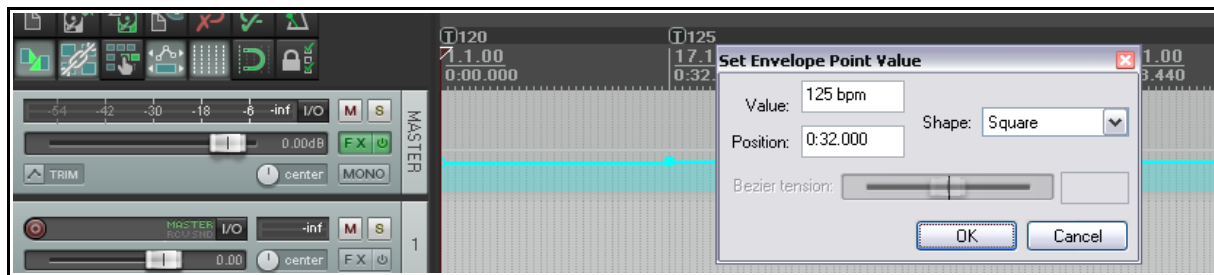 T120 T125
1.1.00 17.1 1.00
0:00.000 0:32. 3.440
Set Envelope Point Value
Value: 125 bpm
Shape: Square
Position: 0:32.000
Bezier tension:
OK Cancel
-54 -42 -30 -18 -6 -inf I/O M S
0.00dB FX
TRIM center MONO
MASTER
MASTER I/O -inf M S
RCV SND
0.00 center FX
1